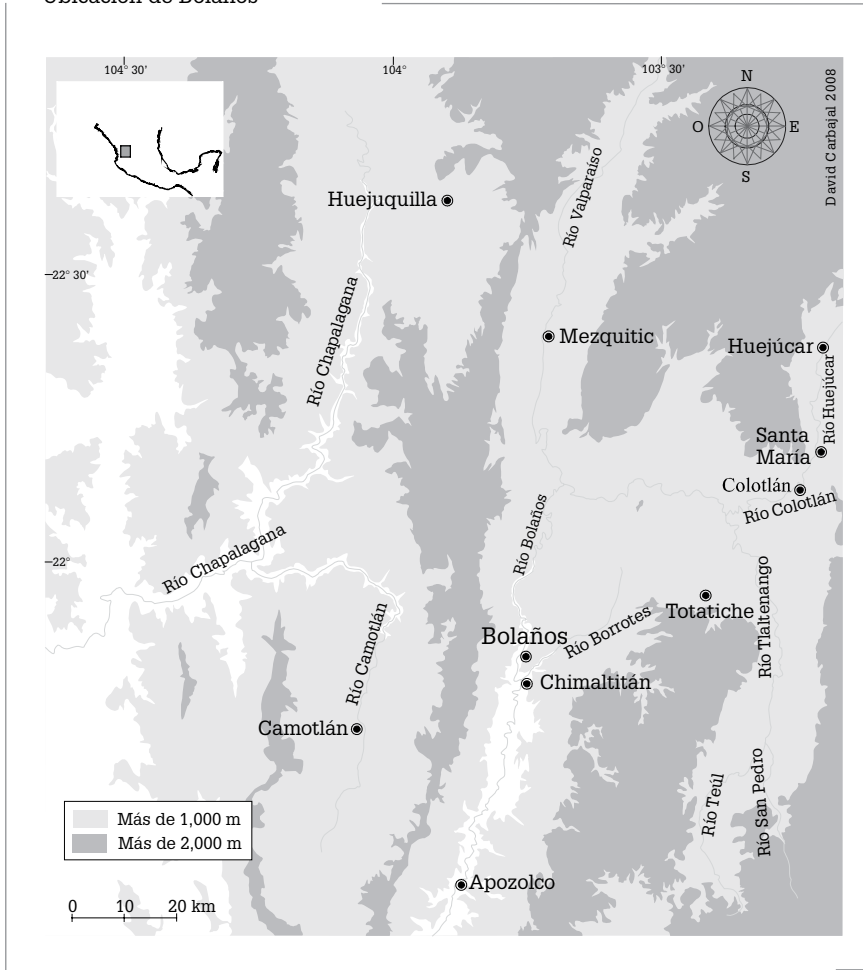 Ubicación de Bolaños
104° 30'
104°
103° 30'
N
O
E
S
David Carbajal 2008
Río Valparaíso
Huejuquilla
22° 30'
Río Chapalagana
Mezquitic
Huejúcar
Río Huejúcar
Santa
María
Colotlán
Río Colotlán
Río Bolaños
Río Chapalagana
22°
Río Tlaltenango
Totatiche
Río Borrotes
Bolaños
Río Camotlán
Chimaltitán
Camotlán
Río Teúl
Río San Pedro
Más de 1,000 m
Más de 2,000 m
Apozolco
0 10 20 km